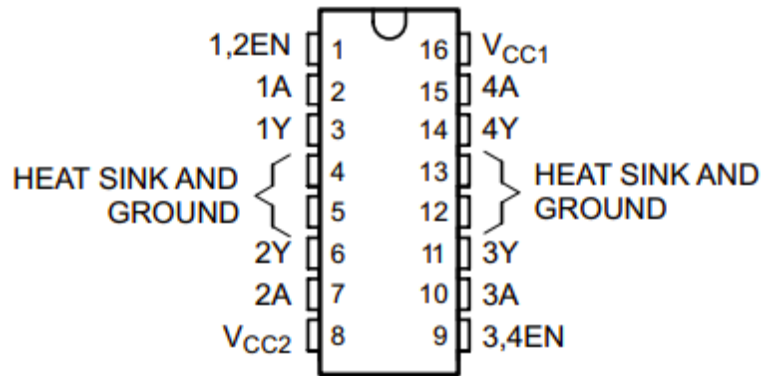 1,2EN 1 16 VCC1
1A 2 15 4A
1Y 3 14 4Y
HEAT SINK AND 4 13 HEAT SINK AND
GROUND 5 12 GROUND
2Y 6 11 3Y
2A 7 10 3A
VCC2 8 9 3,4EN